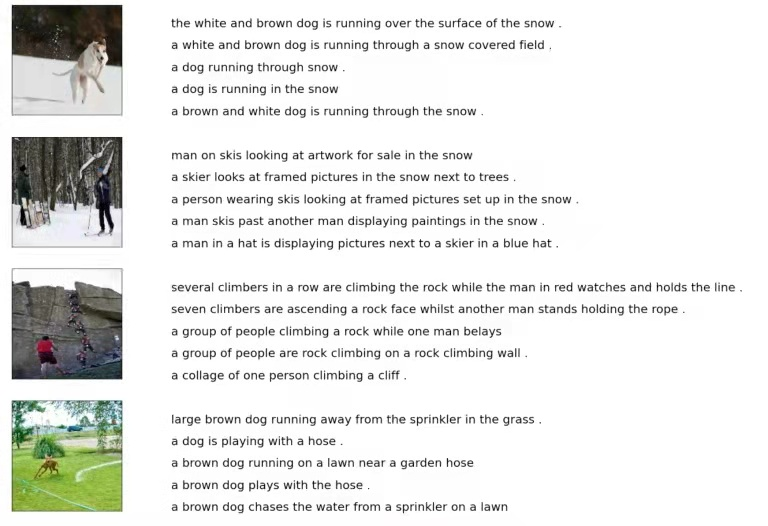 the white and brown dog is running over the surface of the snow .
a white and brown dog is running through a snow covered field .
a dog running through snow .
a dog is running in the snow
a brown and white dog is running through the snow .
man on skis looking at artwork for sale in the snow
a skier looks at framed pictures in the snow next to trees .
a person wearing skis looking at framed pictures set up in the snow .
a man skis past another man displaying paintings in the snow .
a man in a hat is displaying pictures next to a skier in a blue hat .
several climbers in a row are climbing the rock while the man in red watches and holds the line .
seven climbers are ascending a rock face whilst another man stands holding the rope .
a group of people climbing a rock while one man belays
a group of people are rock climbing on a rock climbing wall .
a collage of one person climbing a cliff .
large brown dog running away from the sprinkler in the grass .
a dog is playing with a hose .
a brown dog running on a lawn near a garden hose
a brown dog plays with the hose .
a brown dog chases the water from a sprinkler on a lawn